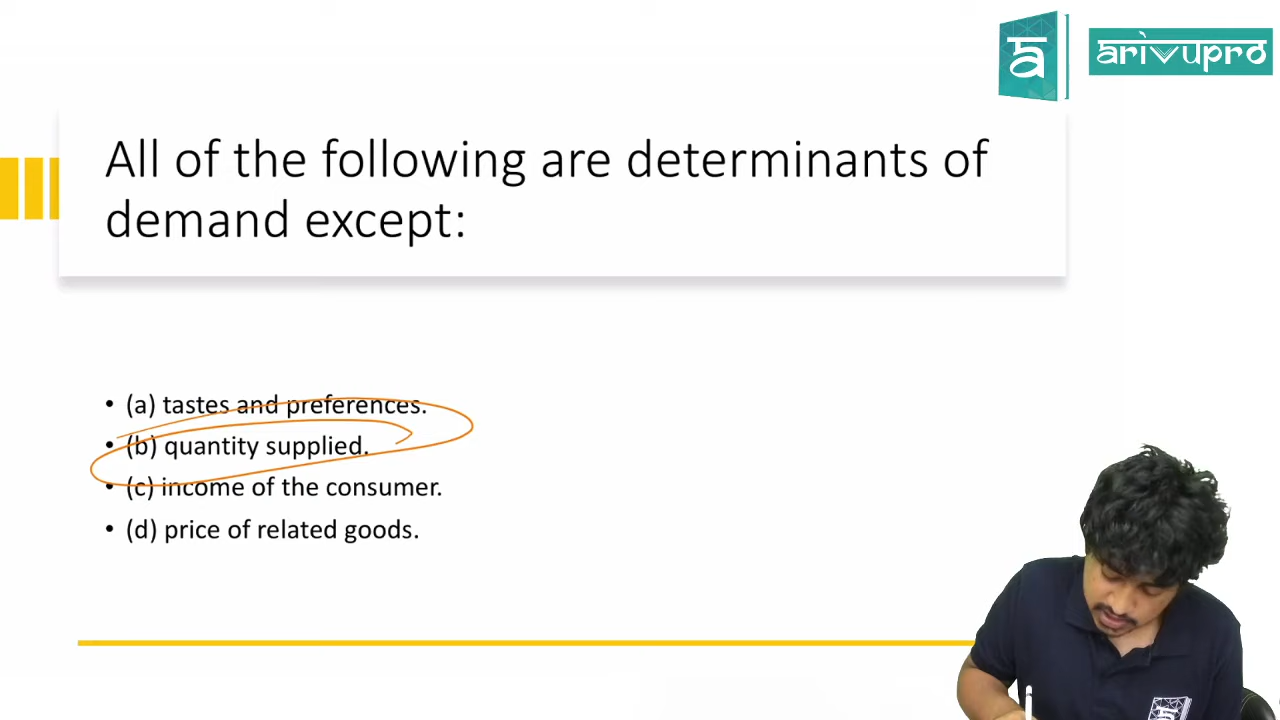 a
arivupro
All of the following are determinants of
demand except:
• (a) tastes and preferences.
• (b) quantity supplied.
• (c) income of the consumer.
• (d) price of related goods.
a